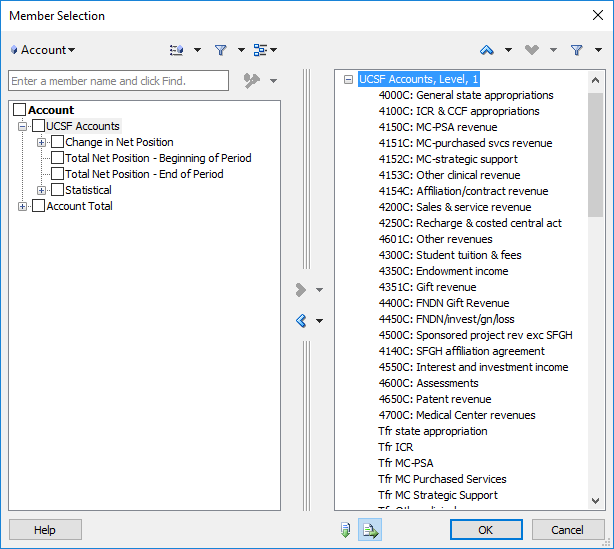 Member Selection
Account
Enter a member name and click Find.
Account
UCSF Accounts
Change in Net Position
Total Net Position - Beginning of Period
Total Net Position - End of Period
Statistical
Account Total
UCSF Accounts, Level, 1
4000C: General state appropriations
4100C: ICR & CCF appropriations
4150C: MC-PSA revenue
4151C: MC-purchased svcs revenue
4152C: MC-strategic support
4153C: Other clinical revenue
4154C: Affiliation/contract revenue
4200C: Sales & service revenue
4250C: Recharge & costed central act
4601C: Other revenues
4300C: Student tuition & fees
4350C: Endowment income
4351C: Gift revenue
4400C: FNDN Gift Revenue
4450C: FNDN/invest/gn/loss
4500C: Sponsored project rev exc SFGH
4140C: SFGH affiliation agreement
4550C: Interest and investment income
4600C: Assessments
4650C: Patent revenue
4700C: Medical Center revenues
Tfr state appropriation
Tfr ICR
Tfr MC-PSA
Tfr MC Purchased Services
Tfr MC Strategic Support
Help
OK
Cancel